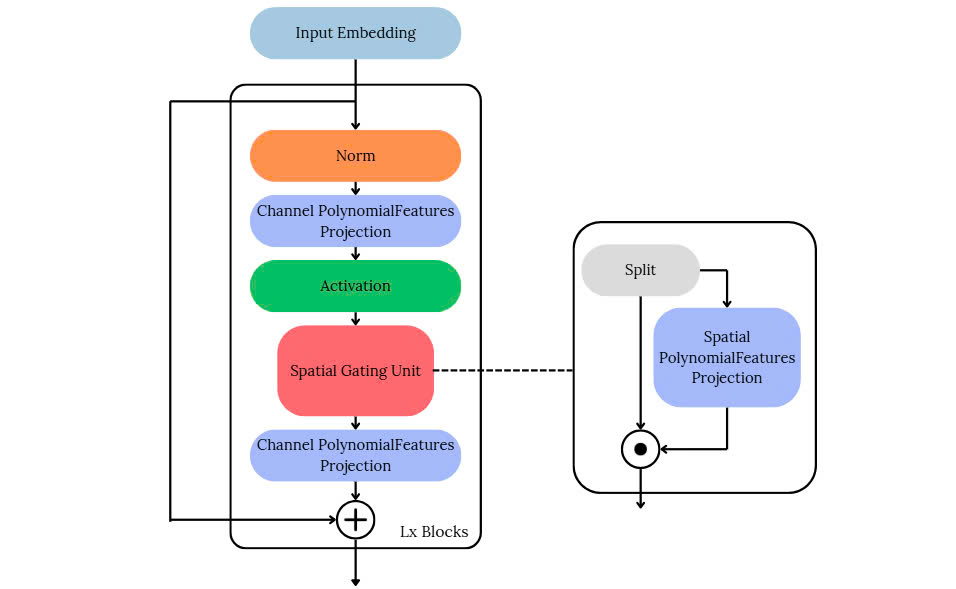 Input Embedding
Norm
Channel PolynomialFeatures
Projection
Activation
Spatial Gating Unit
Channel PolynomialFeatures
Projection
Lx Blocks
Split
Spatial
PolynomialFeatures
Projection